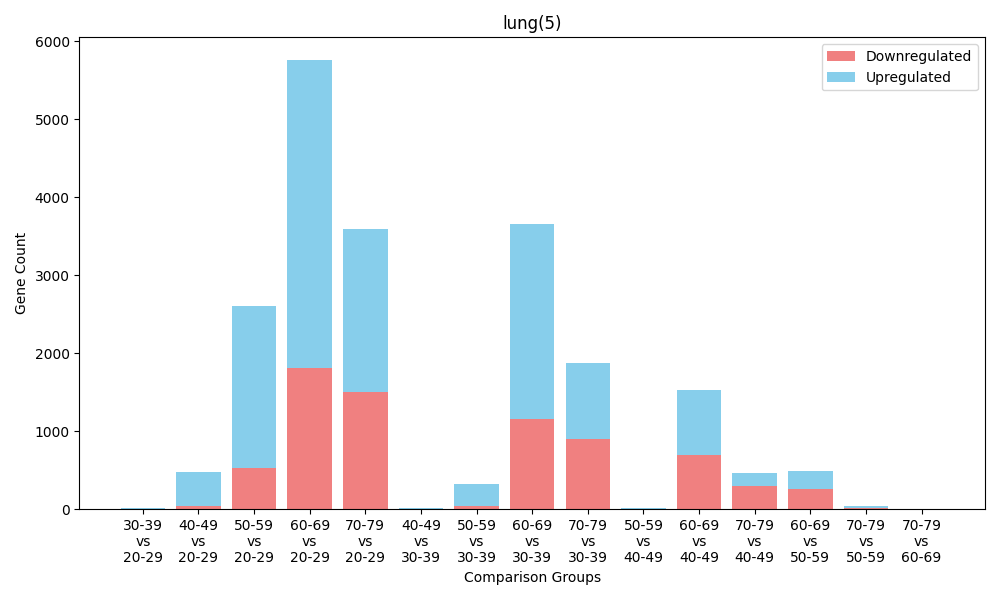 lung(5)
Downregulated
Upregulated
Gene Count
6000
5000
4000
3000
2000
1000
0
30-39
vs
20-29
40-49
vs
20-29
50-59
vs
20-29
60-69
vs
20-29
70-79
vs
20-29
40-49
vs
30-39
50-59
vs
30-39
60-69
vs
30-39
70-79
vs
30-39
50-59
vs
40-49
60-69
vs
40-49
70-79
vs
40-49
60-69
vs
50-59
70-79
vs
50-59
70-79
vs
60-69
Comparison Groups